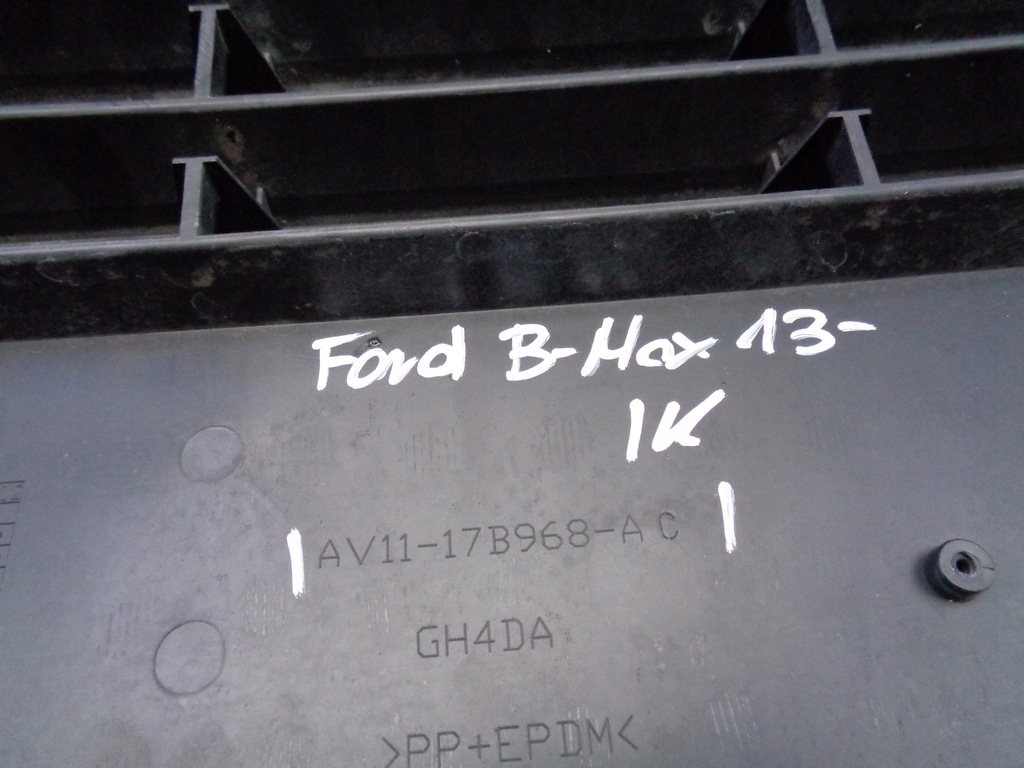 Ford B-Max 13-
1K
AV11-17B968-AC
GH4DA
>PP+EPDM<